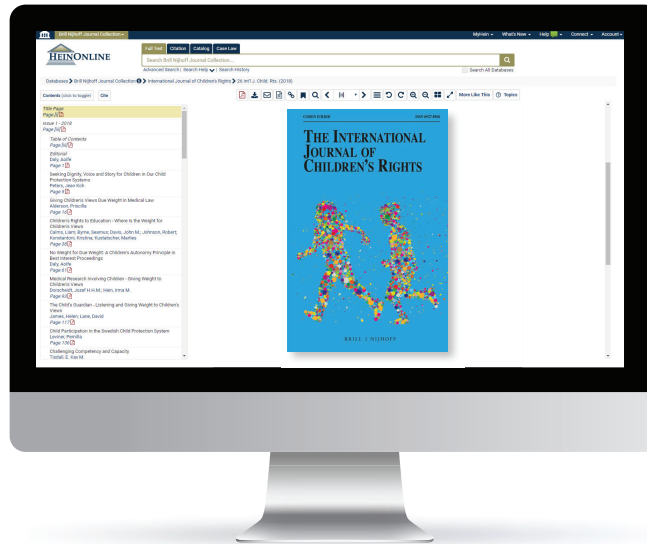 Brill Nijhoff Journal Collection
MyHein What's New Help Connect Account
HEINONLINE
Full Text Citation Catalog Case Law
Search Brill Nijhoff Journal Collection...
Advanced Search | Search Help | Search History
Search All Databases
Databases > Brill Nijhoff Journal Collection > International Journal of Children's Rights > 26 Int'l J. Child. Rts. (2018)
Contents (click to toggle) Cite
More Like This Topics
Title Page
Page [i]
Issue 1 - 2018
Page [iii]
Table of Contents
Page [iii]
Editorial
Daly, Aoife
Page 1
Seeking Dignity, Voice and Story for Children in Our Child
Protection Systems
Peters, Jean Koh
Page 5
Giving Children's Views Due Weight in Medical Law
Alderson, Priscilla
Page 16
Children's Rights to Education - Where Is the Weight for
Children's Views
Cairns, Liam; Byrne, Seamus; Davis, John M.; Johnson, Robert;
Konstantoni, Kristina; Kustatscher, Marlies
Page 38
No Weight for Due Weight: A Children's Autonomy Principle in
Best Interest Proceedings
Daly, Aoife
Page 61
Medical Research Involving Children - Giving Weight to
Children's Views
Dorscheidt, Jozef H.H.M.; Hein, Irma M.
Page 93
The Child's Guardian - Listening and Giving Weight to Children's
Views
James, Helen; Lane, David
Page 117
Child Participation in the Swedish Child Protection System
Leviner, Pernilla
Page 136
Challenging Competency and Capacity
Tisdall, E. Kay M.
THE INTERNATIONAL
JOURNAL OF
CHILDREN'S RIGHTS
BRILL | NIJHOFF